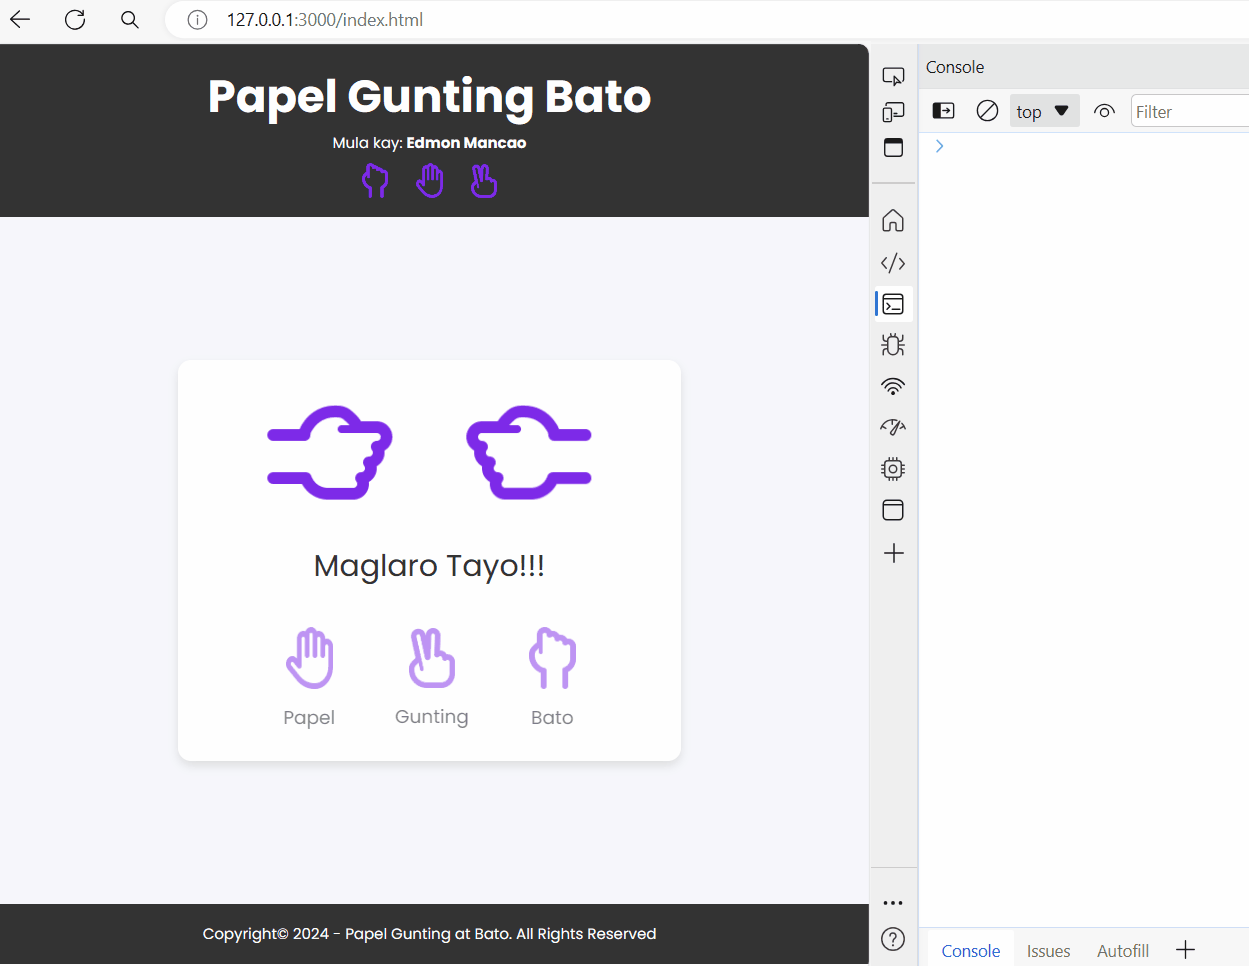 127.0.0.1:3000/index.html
Papel Gunting Bato
Mula kay: Edmon Mancao
Maglaro Tayo!!!
Papel
Gunting
Bato
Copyright© 2024 - Papel Gunting at Bato. All Rights Reserved
Console
top
Filter
Console
Issues
Autofill